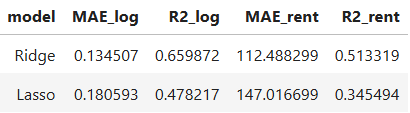 model MAE_log R2_log MAE_rent R2_rent
Ridge 0.134507 0.659872 112.488299 0.513319
Lasso 0.180593 0.478217 147.016699 0.345494